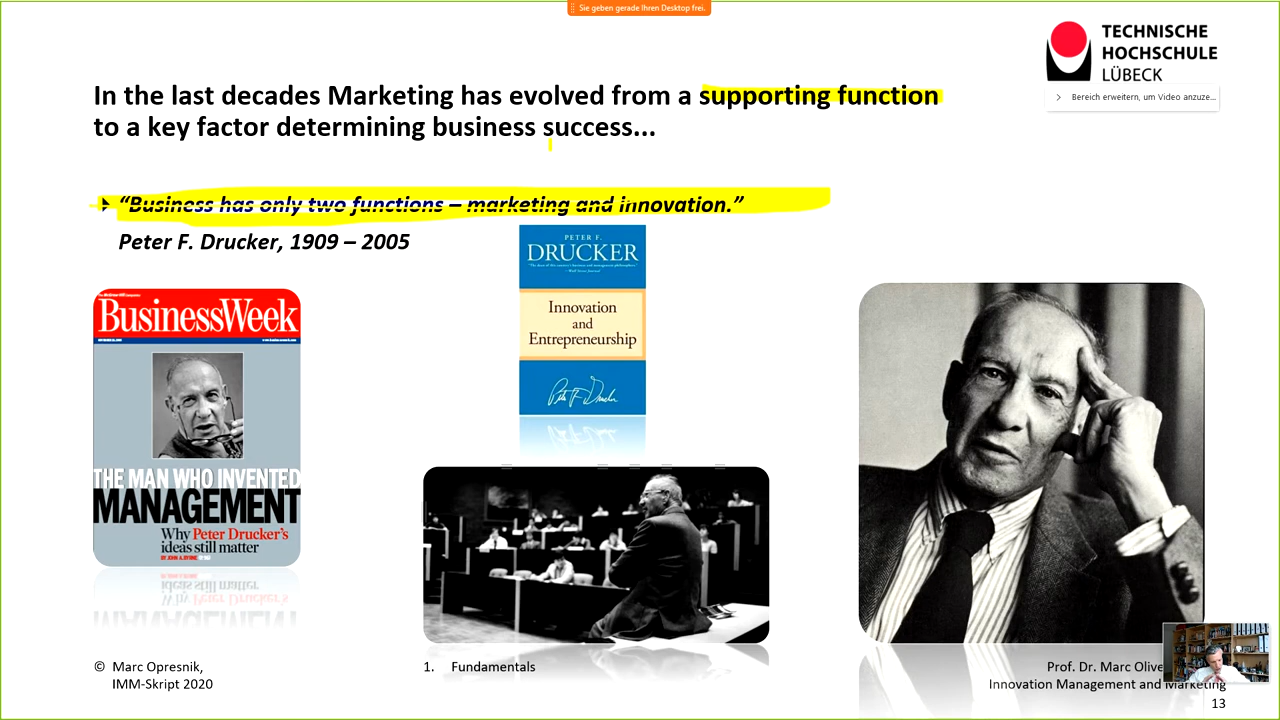 Sie geben gerade Ihren Desktop frei.
TECHNISCHE
HOCHSCHULE
LÜBECK
Bereich erweitern, um Video anzuze...
In the last decades Marketing has evolved from a supporting function
to a key factor determining business success...
“Business has only two functions – marketing and innovation.”
Peter F. Drucker, 1909 – 2005
PETER F.
DRUCKER
Innovation
and
Entrepreneurship
BusinessWeek
THE MAN WHO INVENTED
MANAGEMENT
Why Peter Drucker's
ideas still matter
© Marc Opresnik,
IMM-Skript 2020
1. Fundamentals
Prof. Dr. Marc
Innovation Management and Marketing
13